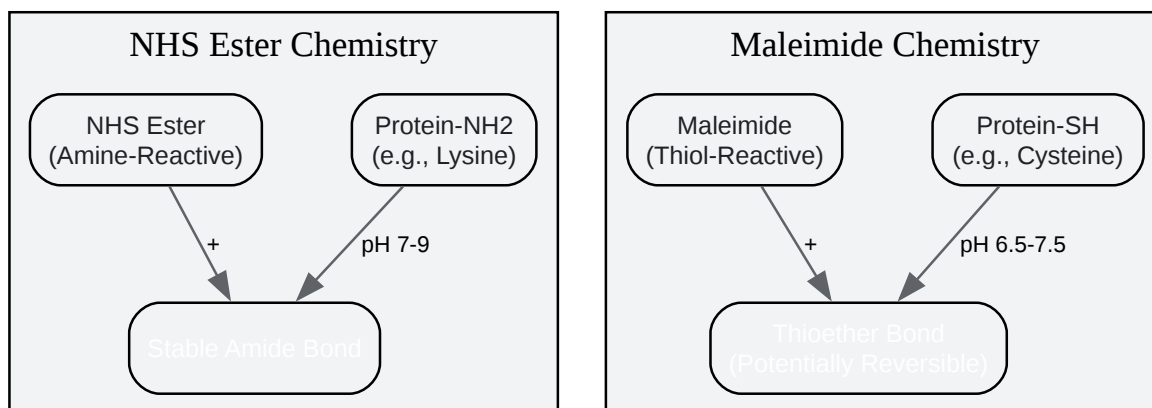 NHS Ester Chemistry
NHS Ester
(Amine-Reactive)
Protein-NH2
(e.g., Lysine)
+
pH 7-9
Stable Amide Bond
Maleimide Chemistry
Maleimide
(Thiol-Reactive)
Protein-SH
(e.g., Cysteine)
+
pH 6.5-7.5
Thioether Bond
(Potentially Reversible)